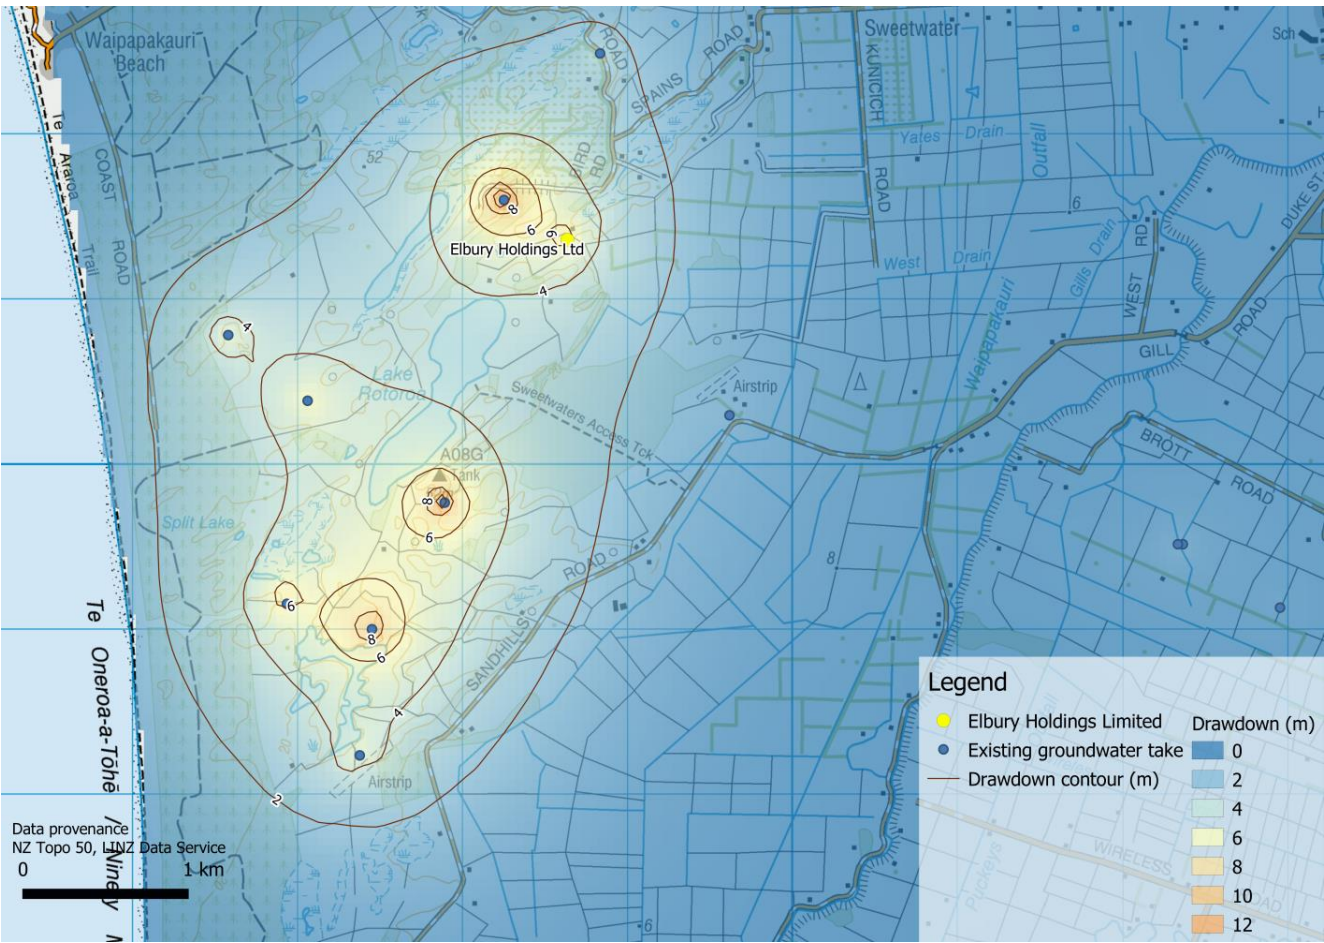 Waipapakauri
Beach
Te
Araroa
Trail
COAST
ROAD
52
ROAD
SPAINS
ROAD
BIRD
RD
Sweetwater
KUNICICH
ROAD
Sch
Yates Drain
Outfall
6
West Drain
Gills Drain
WEST
RD
DUKE ST
ROAD
GILL
Waipapakauri
BROTT
ROAD
8
6
6
Elbury Holdings Ltd
4
4
Lake
Rotoroa
Sweetwaters Access Tck
Airstrip
A08G
Tank
8
6
Split Lake
6
8
6
SANDHILLS
ROAD
8
4
20
Airstrip
2
Te Oneroa-a-Tōhē / Ninety
Data provenance
NZ Topo 50, LINZ Data Service
0 1 km
6
WIRELESS
ROAD
Puckeys
Legend
Elbury Holdings Limited
Existing groundwater take
Drawdown contour (m)
Drawdown (m)
0
2
4
6
8
10
12